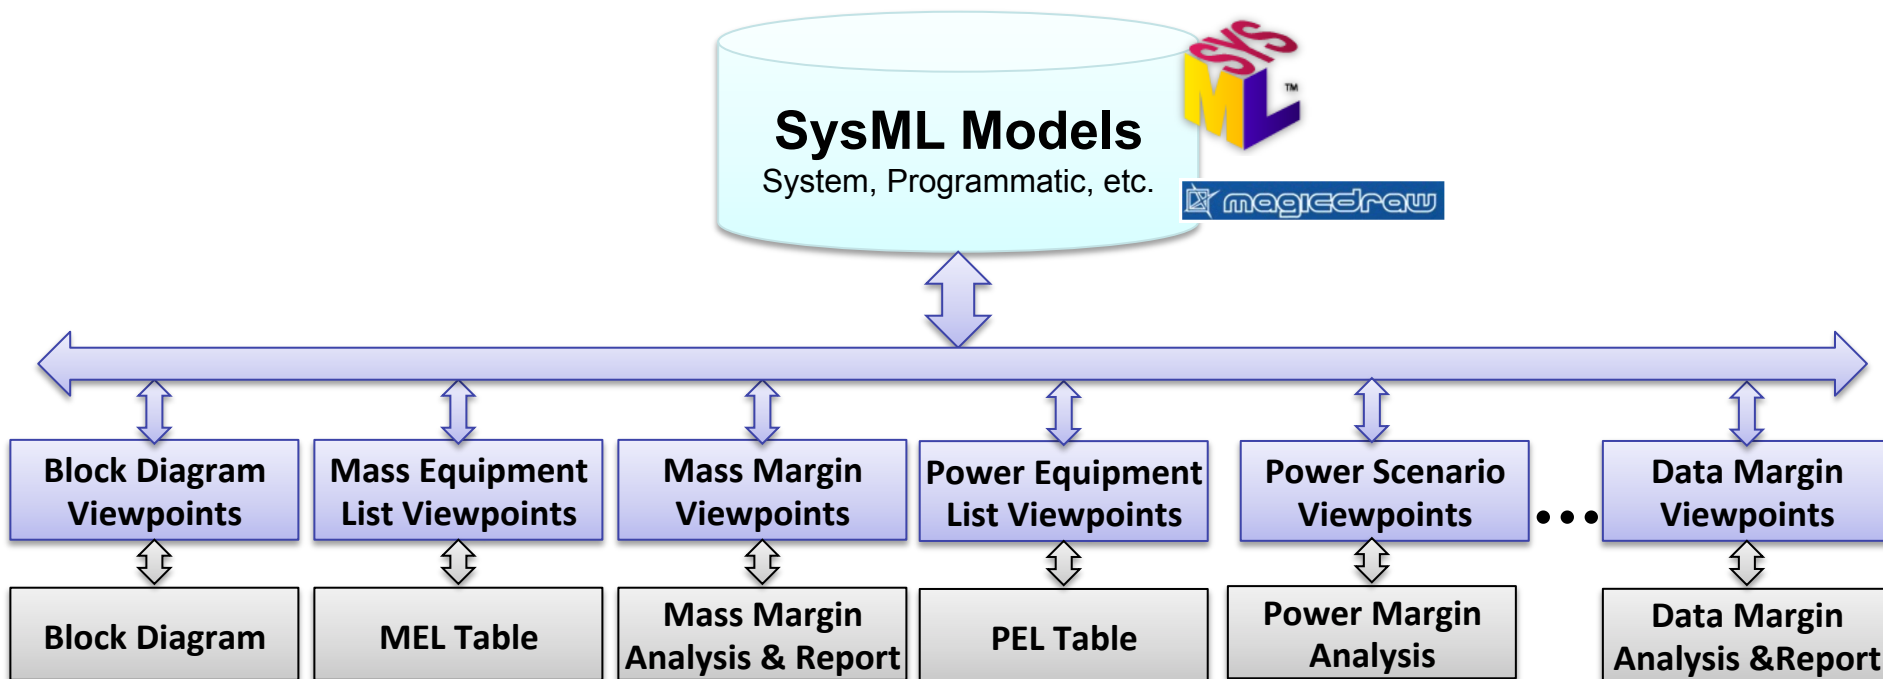 SYS
ML™
SysML Models
System, Programmatic, etc.
magicdraw
Block Diagram
Viewpoints
Mass Equipment
List Viewpoints
Mass Margin
Viewpoints
Power Equipment
List Viewpoints
Power Scenario
Viewpoints
•••
Data Margin
Viewpoints
Block Diagram
MEL Table
Mass Margin
Analysis & Report
PEL Table
Power Margin
Analysis
Data Margin
Analysis &Report